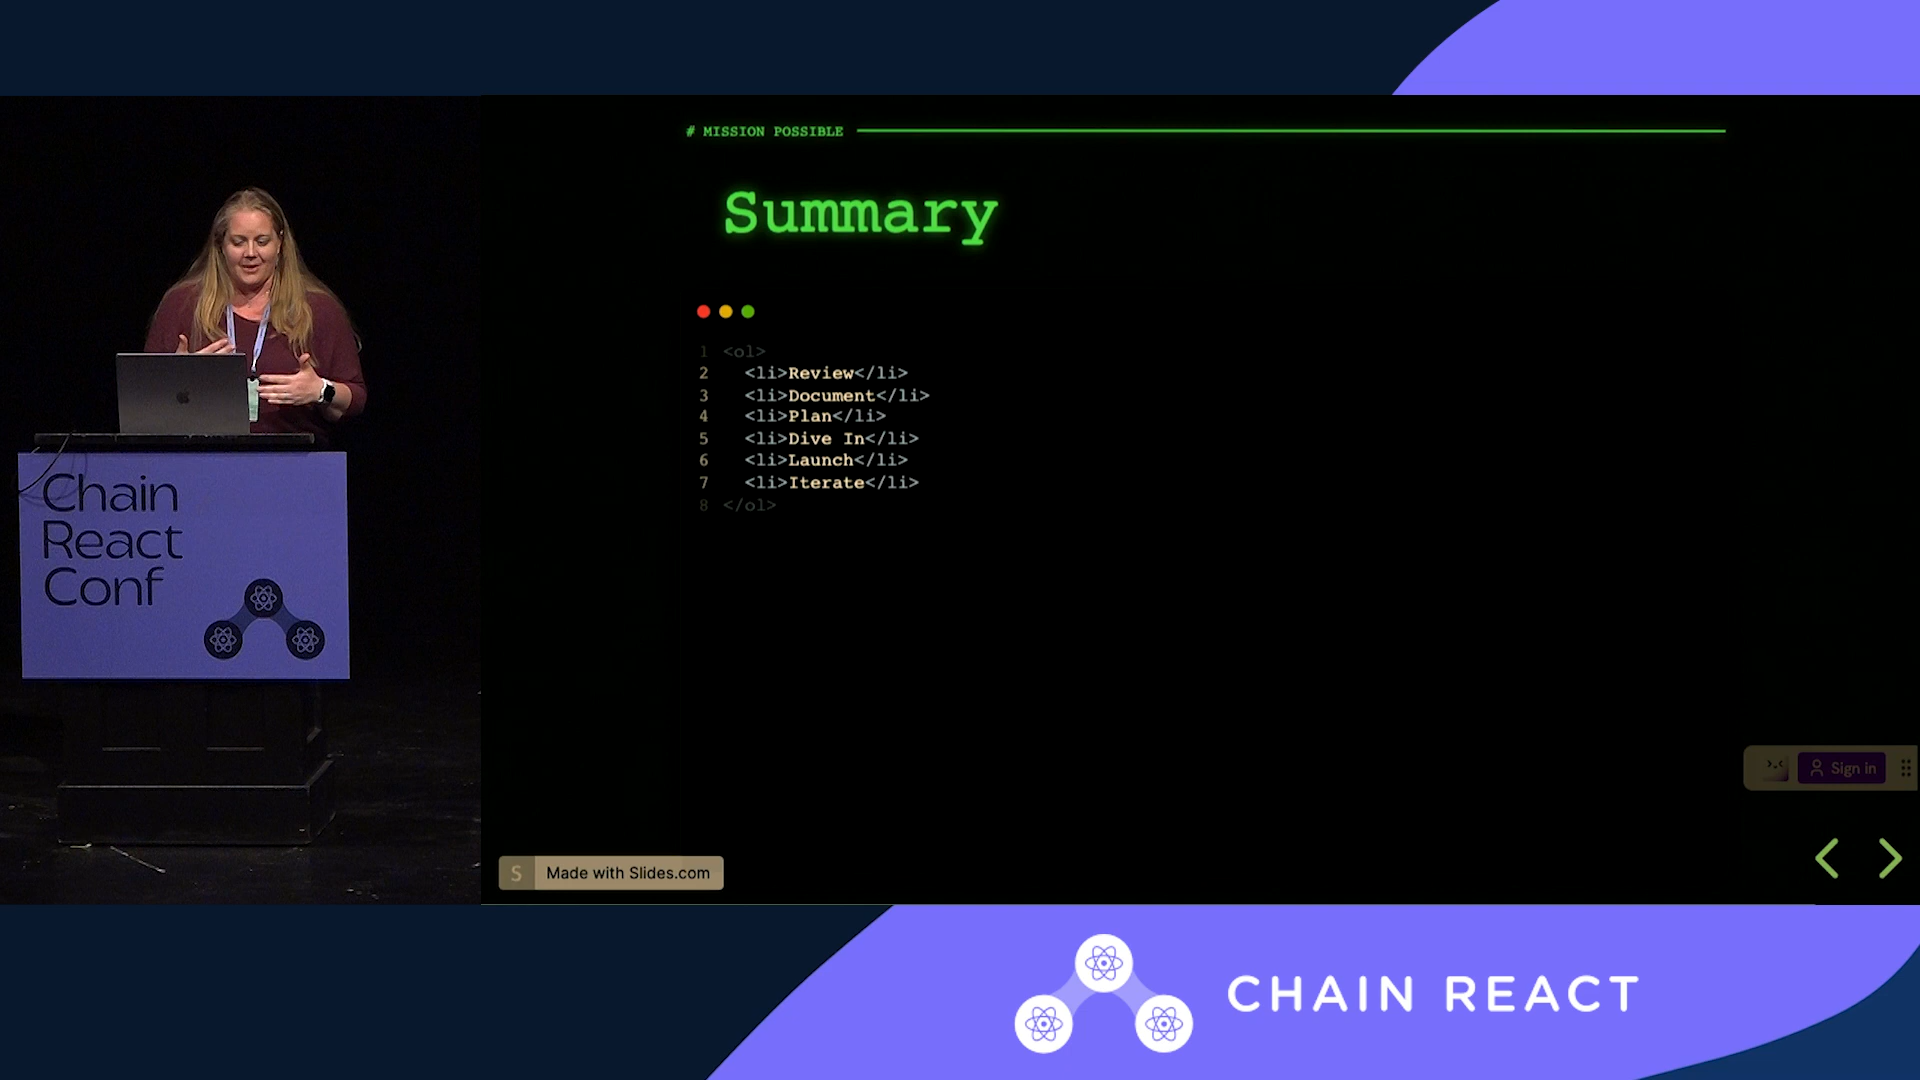 # MISSION POSSIBLE
Summary
1 <ol>
2 <li>Review</li>
3 <li>Document</li>
4 <li>Plan</li>
5 <li>Dive In</li>
6 <li>Launch</li>
7 <li>Iterate</li>
8 </ol>
Sign in
S Made with Slides.com
Chain
React
Conf
CHAIN REACT